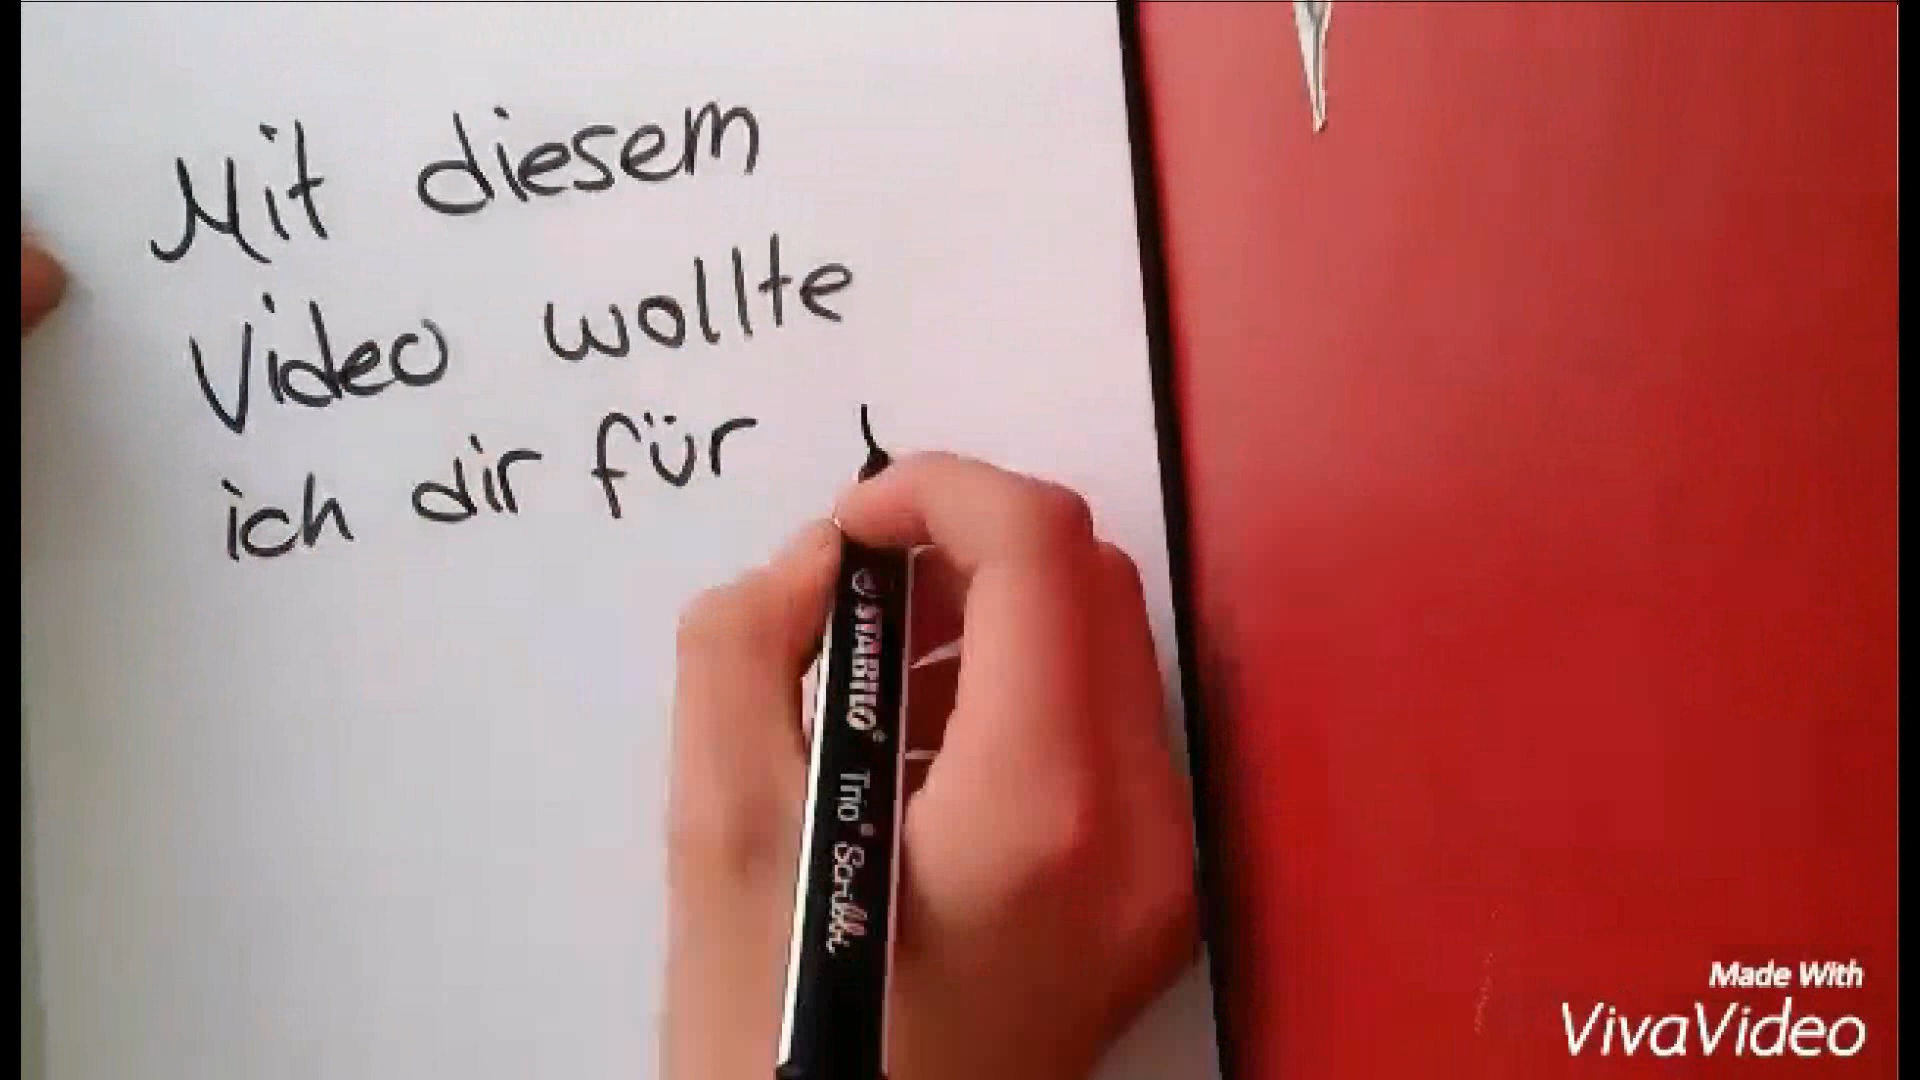 Mit diesem
Video wollte
ich dir für
STABILO® Trio® Scribbi
Made With
VivaVideo